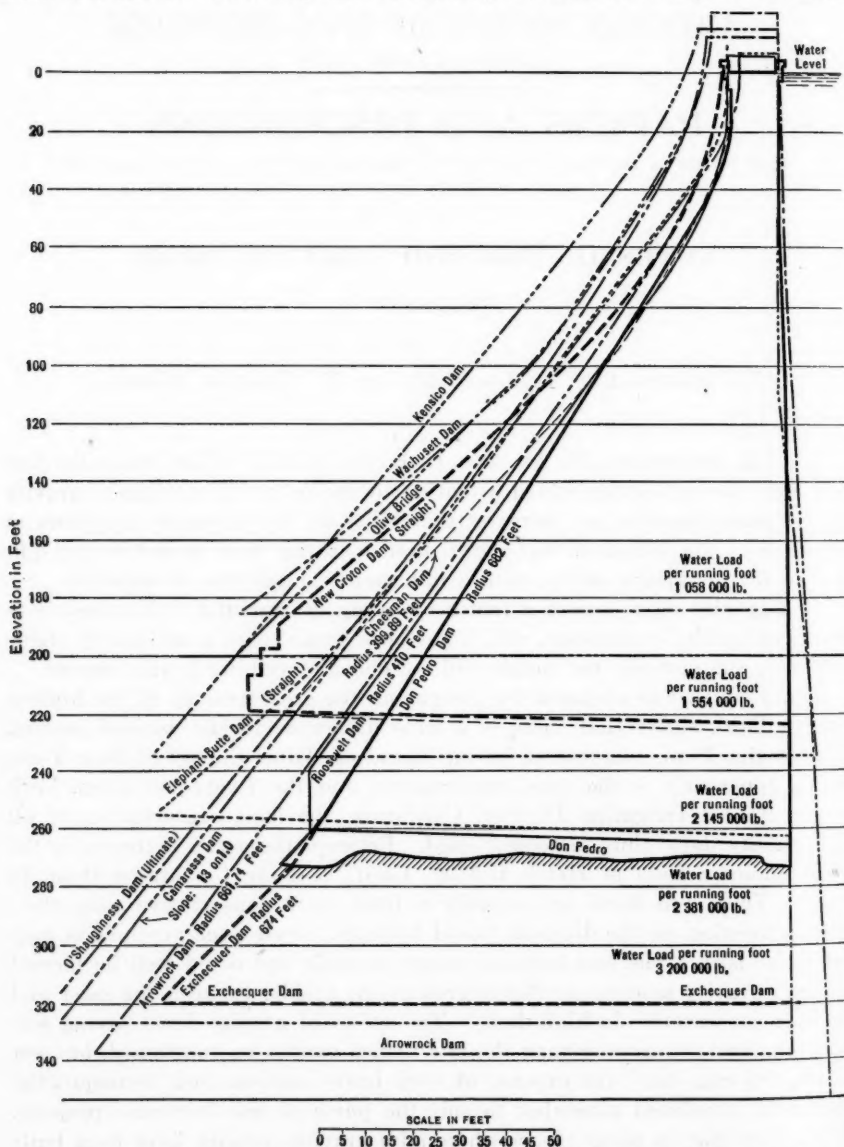 Water
Level
0
20
40
60
80
100
120
140
160
180
200
220
240
260
280
300
320
340
Elevation in Feet
Kensico Dam
Wachusett Dam
Olive Bridge
New Croton Dam (Straight)
Cheesman Dam
Radius 399.89 Feet
Radius 410 Feet
Roosevelt Dam
Radius 682 Feet
Don Pedro Dam
Elephant-Butte Dam (Straight)
O'Shaughnessy Dam (Ultimate)
Camarassa Dam
Slope: 13 on 10
Arrowrock Dam Radius 661.74 Feet
Exchecquer Dam Radius
674 Feet
Water Load
per running foot
1 058 000 lb.
Water Load
per running foot
1 554 000 lb.
Water Load
per running foot
2 145 000 lb.
Don Pedro
Water Load
per running foot
2 381 000 lb.
Water Load per running foot
3 200 000 lb.
Exchecquer Dam
Exchecquer Dam
Arrowrock Dam
SCALE IN FEET
0 5 10 15 20 25 30 35 40 45 50